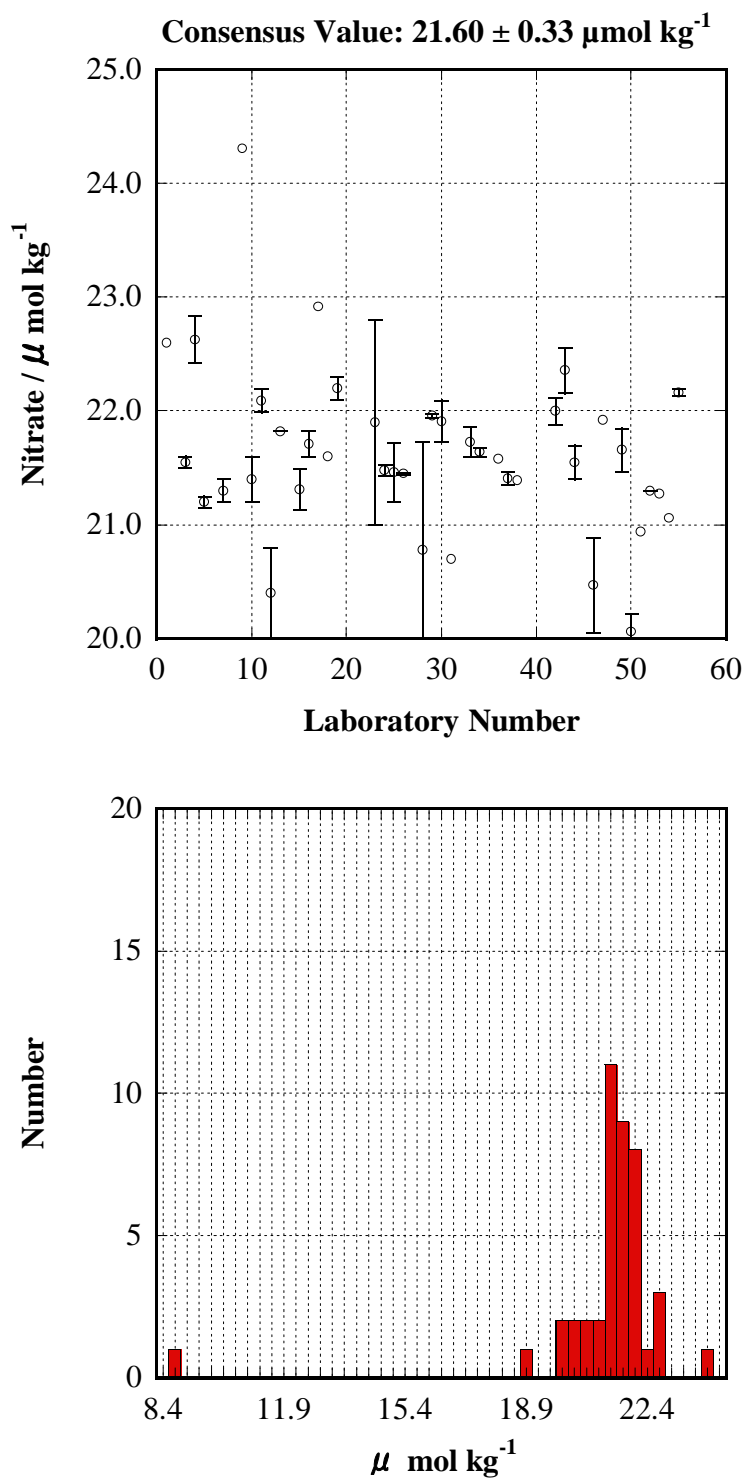 Consensus Value: 21.60 ± 0.33 µmol kg⁻¹
25.0
24.0
23.0
22.0
21.0
20.0
Nitrate / µ mol kg⁻¹
0 10 20 30 40 50 60
Laboratory Number
20
15
10
5
0
Number
8.4 11.9 15.4 18.9 22.4
µ mol kg⁻¹